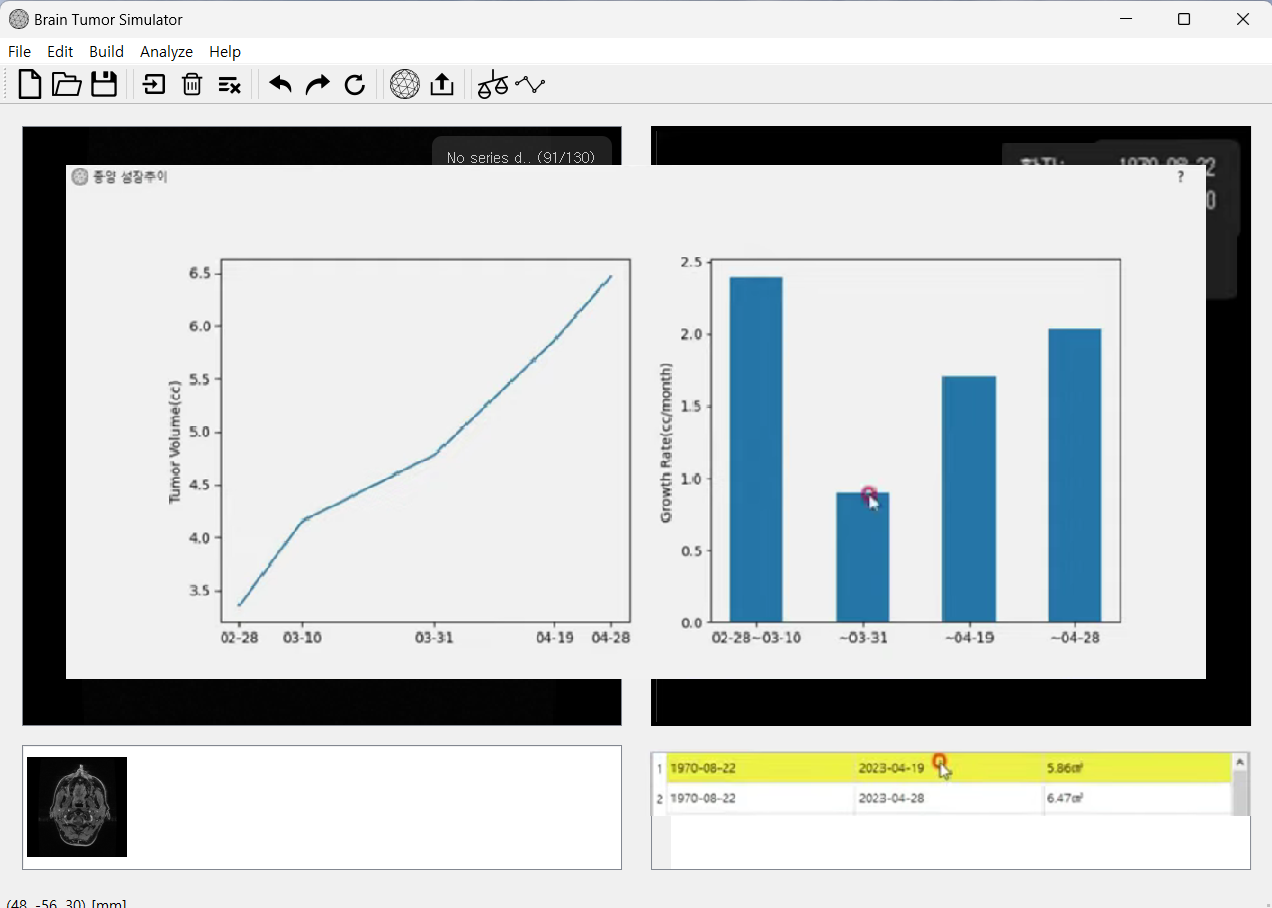 Brain Tumor Simulator
File Edit Build Analyze Help
No series d.. (91/130)
1970-08-22
종양 성장추이
?
Tumor Volume(cc)
6.5
6.0
5.5
5.0
4.5
4.0
3.5
02-28 03-10 03-31 04-19 04-28
Growth Rate(cc/month)
2.5
2.0
1.5
1.0
0.5
0.0
02-28~03-10 ~03-31 ~04-19 ~04-28
1 1970-08-22 2023-04-19 5.86㎤
2 1970-08-22 2023-04-28 6.47㎤
(48, -56, 30) [mm]